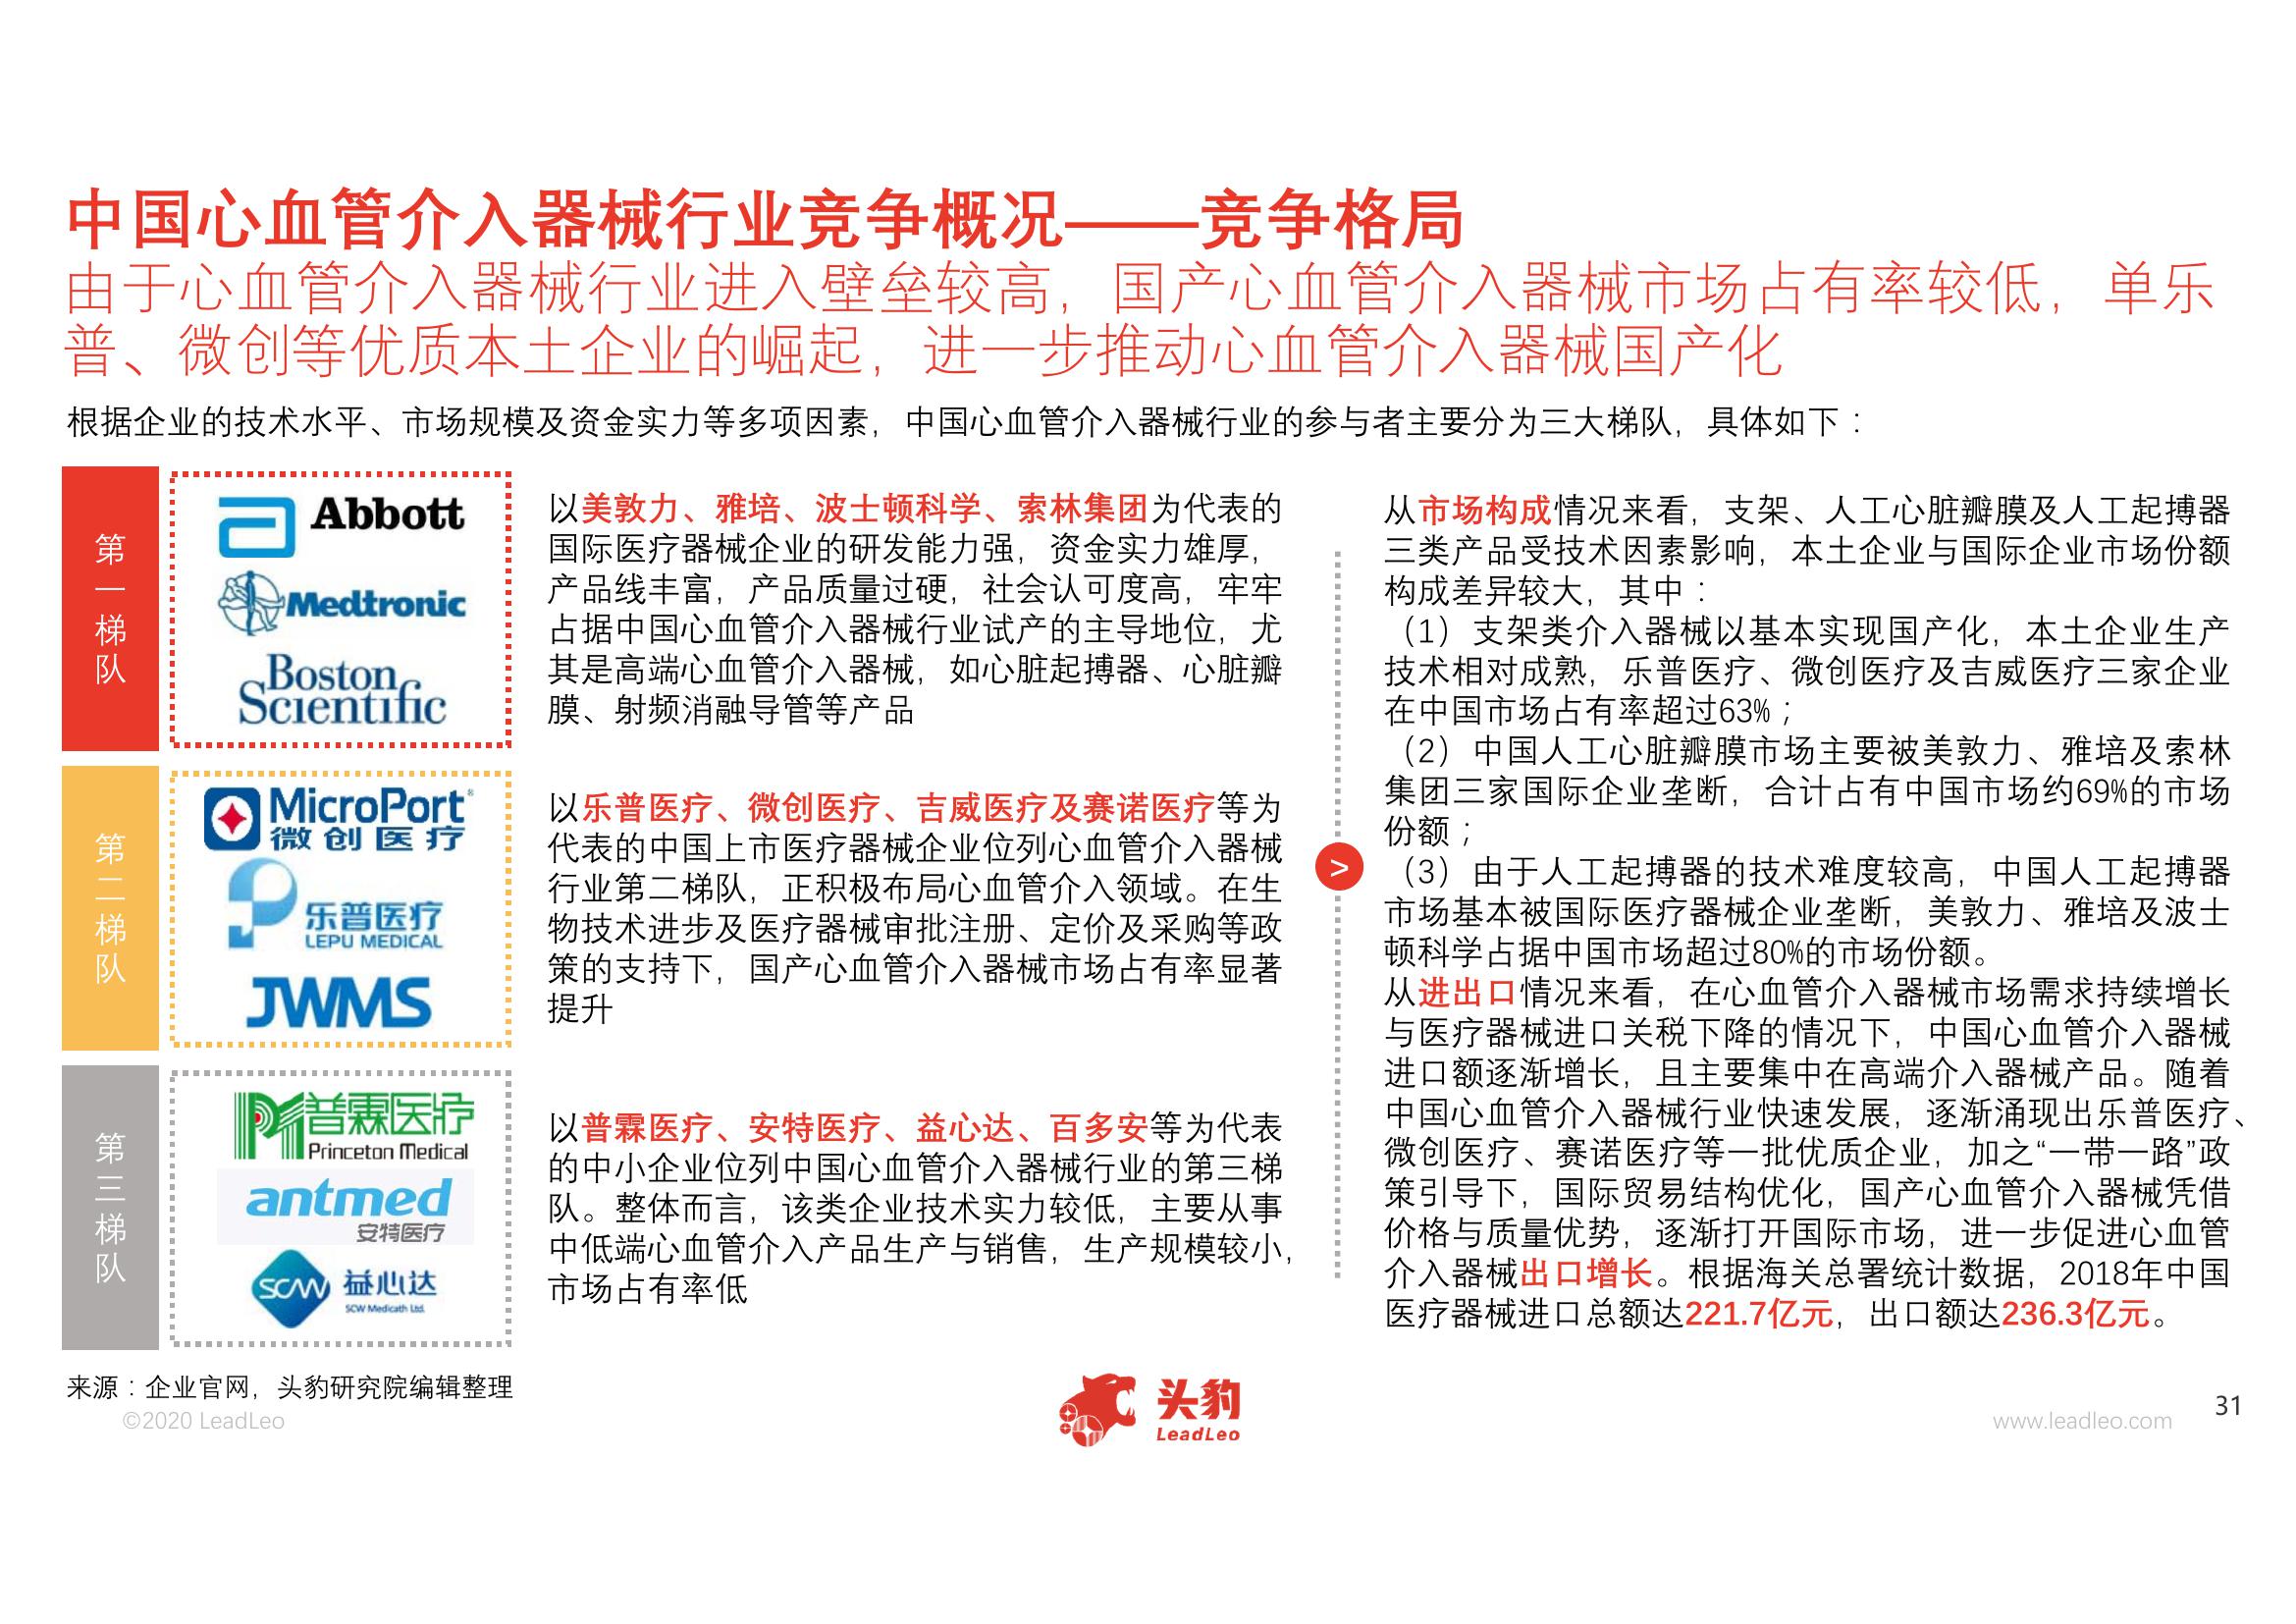 中国心血管介入器械行业竞争概况——竞争格局
由于心血管介入器械行业进入壁垒较高，国产心血管介入器械市场占有率较低，单乐
普、微创等优质本土企业的崛起，进一步推动心血管介入器械国产化
根据企业的技术水平、市场规模及资金实力等多项因素，中国心血管介入器械行业的参与者主要分为三大梯队，具体如下：
第一梯队
Abbott
Medtronic
Boston
Scientific
以美敦力、雅培、波士顿科学、索林集团为代表的
国际医疗器械企业的研发能力强，资金实力雄厚，
产品线丰富，产品质量过硬，社会认可度高，牢牢
占据中国心血管介入器械行业试产的主导地位，尤
其是高端心血管介入器械，如心脏起搏器、心脏瓣
膜、射频消融导管等产品
第二梯队
MicroPort®
微创医疗
乐普医疗
LEPU MEDICAL
JWMS
以乐普医疗、微创医疗、吉威医疗及赛诺医疗等为
代表的中国上市医疗器械企业位列心血管介入器械
行业第二梯队，正积极布局心血管介入领域。在生
物技术进步及医疗器械审批注册、定价及采购等政
策的支持下，国产心血管介入器械市场占有率显著
提升
第三梯队
普霖医疗
Princeton Medical
antmed
安特医疗
SCW 益心达
SCW Medicath Ltd.
以普霖医疗、安特医疗、益心达、百多安等为代表
的中小企业位列中国心血管介入器械行业的第三梯
队。整体而言，该类企业技术实力较低，主要从事
中低端心血管介入产品生产与销售，生产规模较小，
市场占有率低
>
从市场构成情况来看，支架、人工心脏瓣膜及人工起搏器
三类产品受技术因素影响，本土企业与国际企业市场份额
构成差异较大，其中：
（1）支架类介入器械以基本实现国产化，本土企业生产
技术相对成熟，乐普医疗、微创医疗及吉威医疗三家企业
在中国市场占有率超过63%；
（2）中国人工心脏瓣膜市场主要被美敦力、雅培及索林
集团三家国际企业垄断，合计占有中国市场约69%的市场
份额；
（3）由于人工起搏器的技术难度较高，中国人工起搏器
市场基本被国际医疗器械企业垄断，美敦力、雅培及波士
顿科学占据中国市场超过80%的市场份额。
从进出口情况来看，在心血管介入器械市场需求持续增长
与医疗器械进口关税下降的情况下，中国心血管介入器械
进口额逐渐增长，且主要集中在高端介入器械产品。随着
中国心血管介入器械行业快速发展，逐渐涌现出乐普医疗、
微创医疗、赛诺医疗等一批优质企业，加之“一带一路”政
策引导下，国际贸易结构优化，国产心血管介入器械凭借
价格与质量优势，逐渐打开国际市场，进一步促进心血管
介入器械出口增长。根据海关总署统计数据，2018年中国
医疗器械进口总额达221.7亿元，出口额达236.3亿元。
来源：企业官网，头豹研究院编辑整理
©2020 LeadLeo
头豹
LeadLeo
www.leadleo.com
31